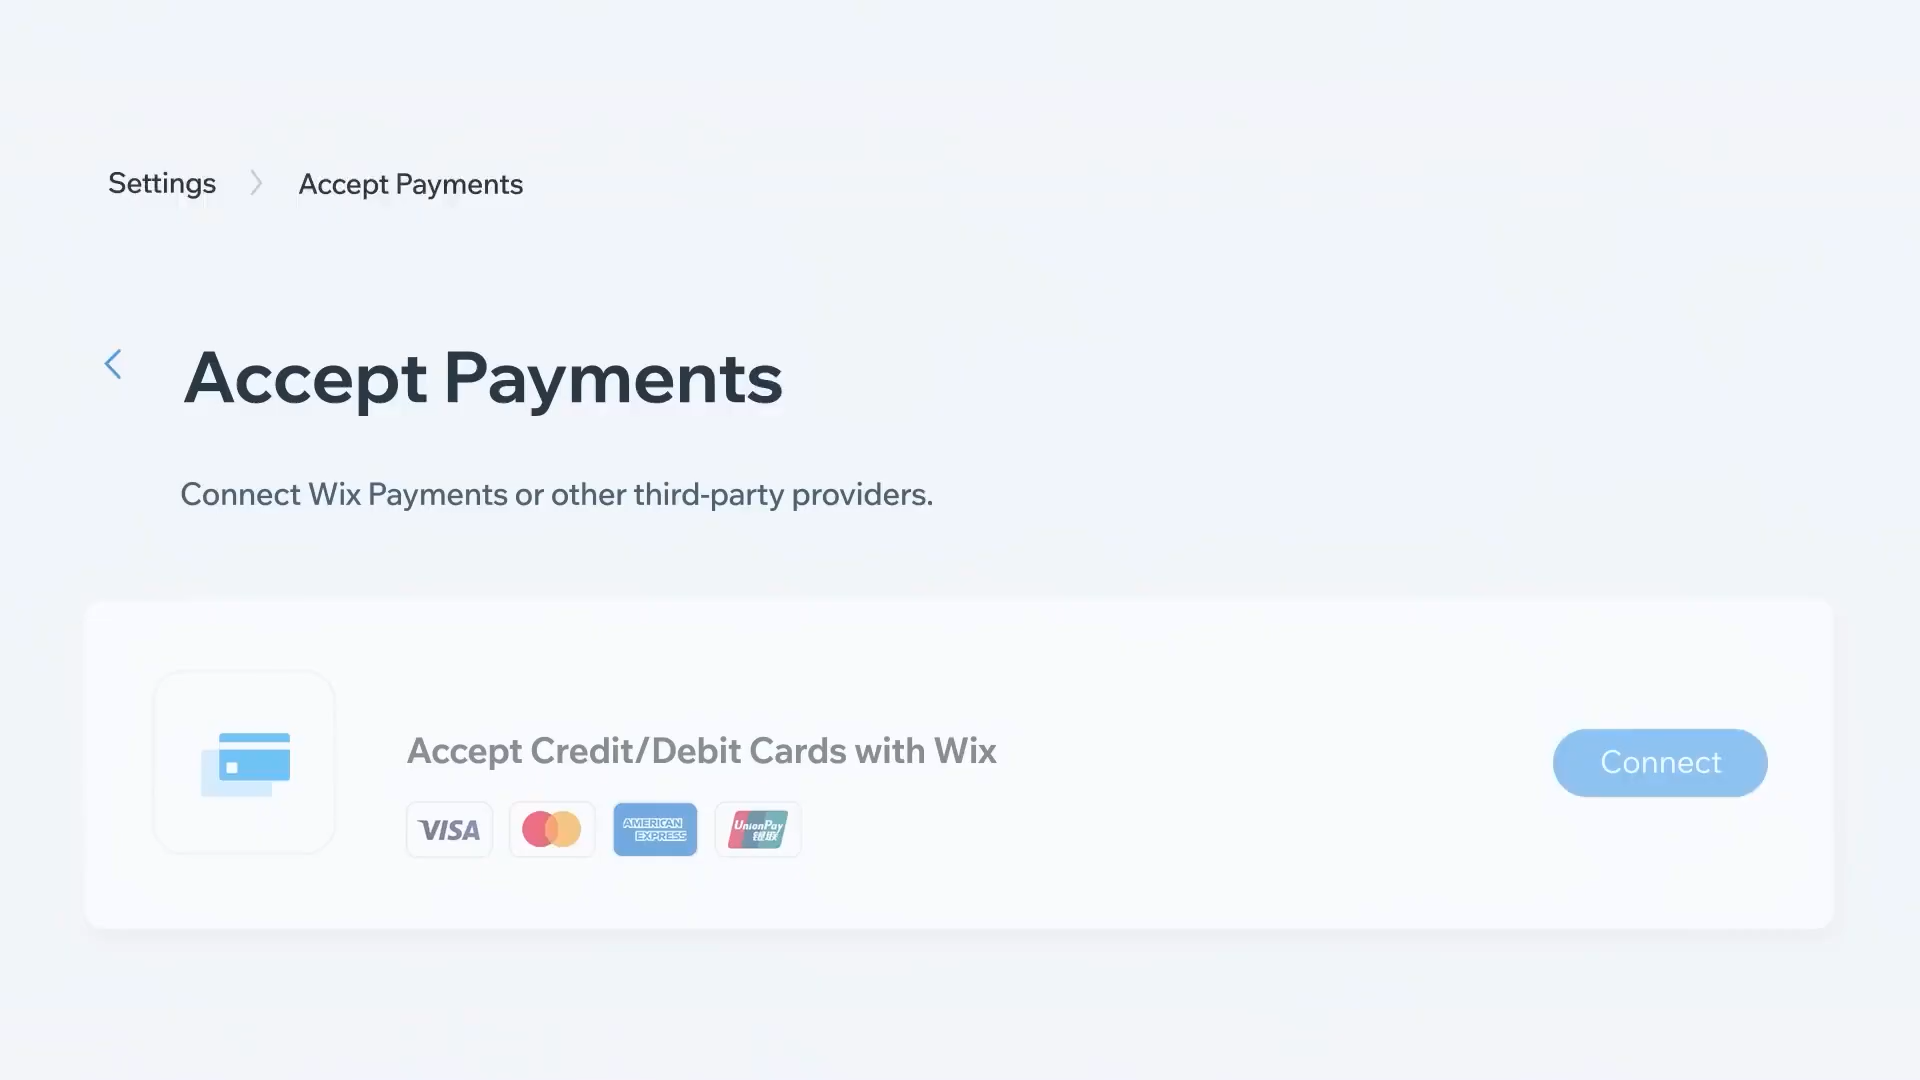 Settings
Accept Payments
Accept Payments
Connect Wix Payments or other third-party providers.
Accept Credit/Debit Cards with Wix
Connect
VISA
AMERICAN
EXPRESS
UnionPay
银联